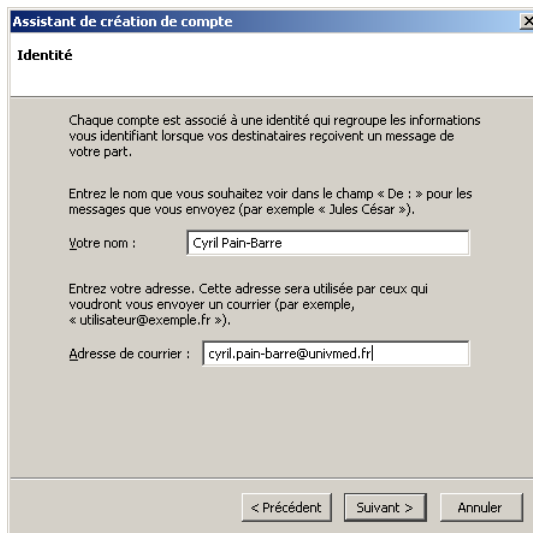 Assistant de création de compte
Identité
Chaque compte est associé à une identité qui regroupe les informations
vous identifiant lorsque vos destinataires reçoivent un message de
votre part.
Entrez le nom que vous souhaitez voir dans le champ « De : » pour les
messages que vous envoyez (par exemple « Jules César »).
Votre nom : Cyril Pain-Barre
Entrez votre adresse. Cette adresse sera utilisée par ceux qui
voudront vous envoyer un courrier (par exemple,
« utilisateur@exemple.fr »).
Adresse de courrier : cyril.pain-barre@univmed.fr
< Précédent Suivant > Annuler